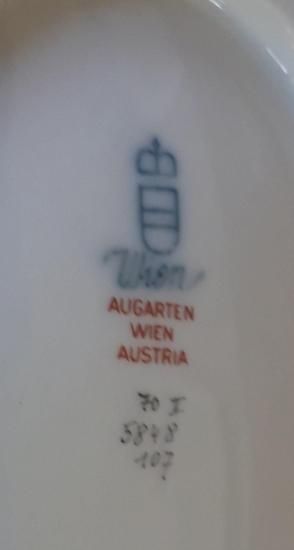 Wien
AUGARTEN
WIEN
AUSTRIA
70 I
5848
107